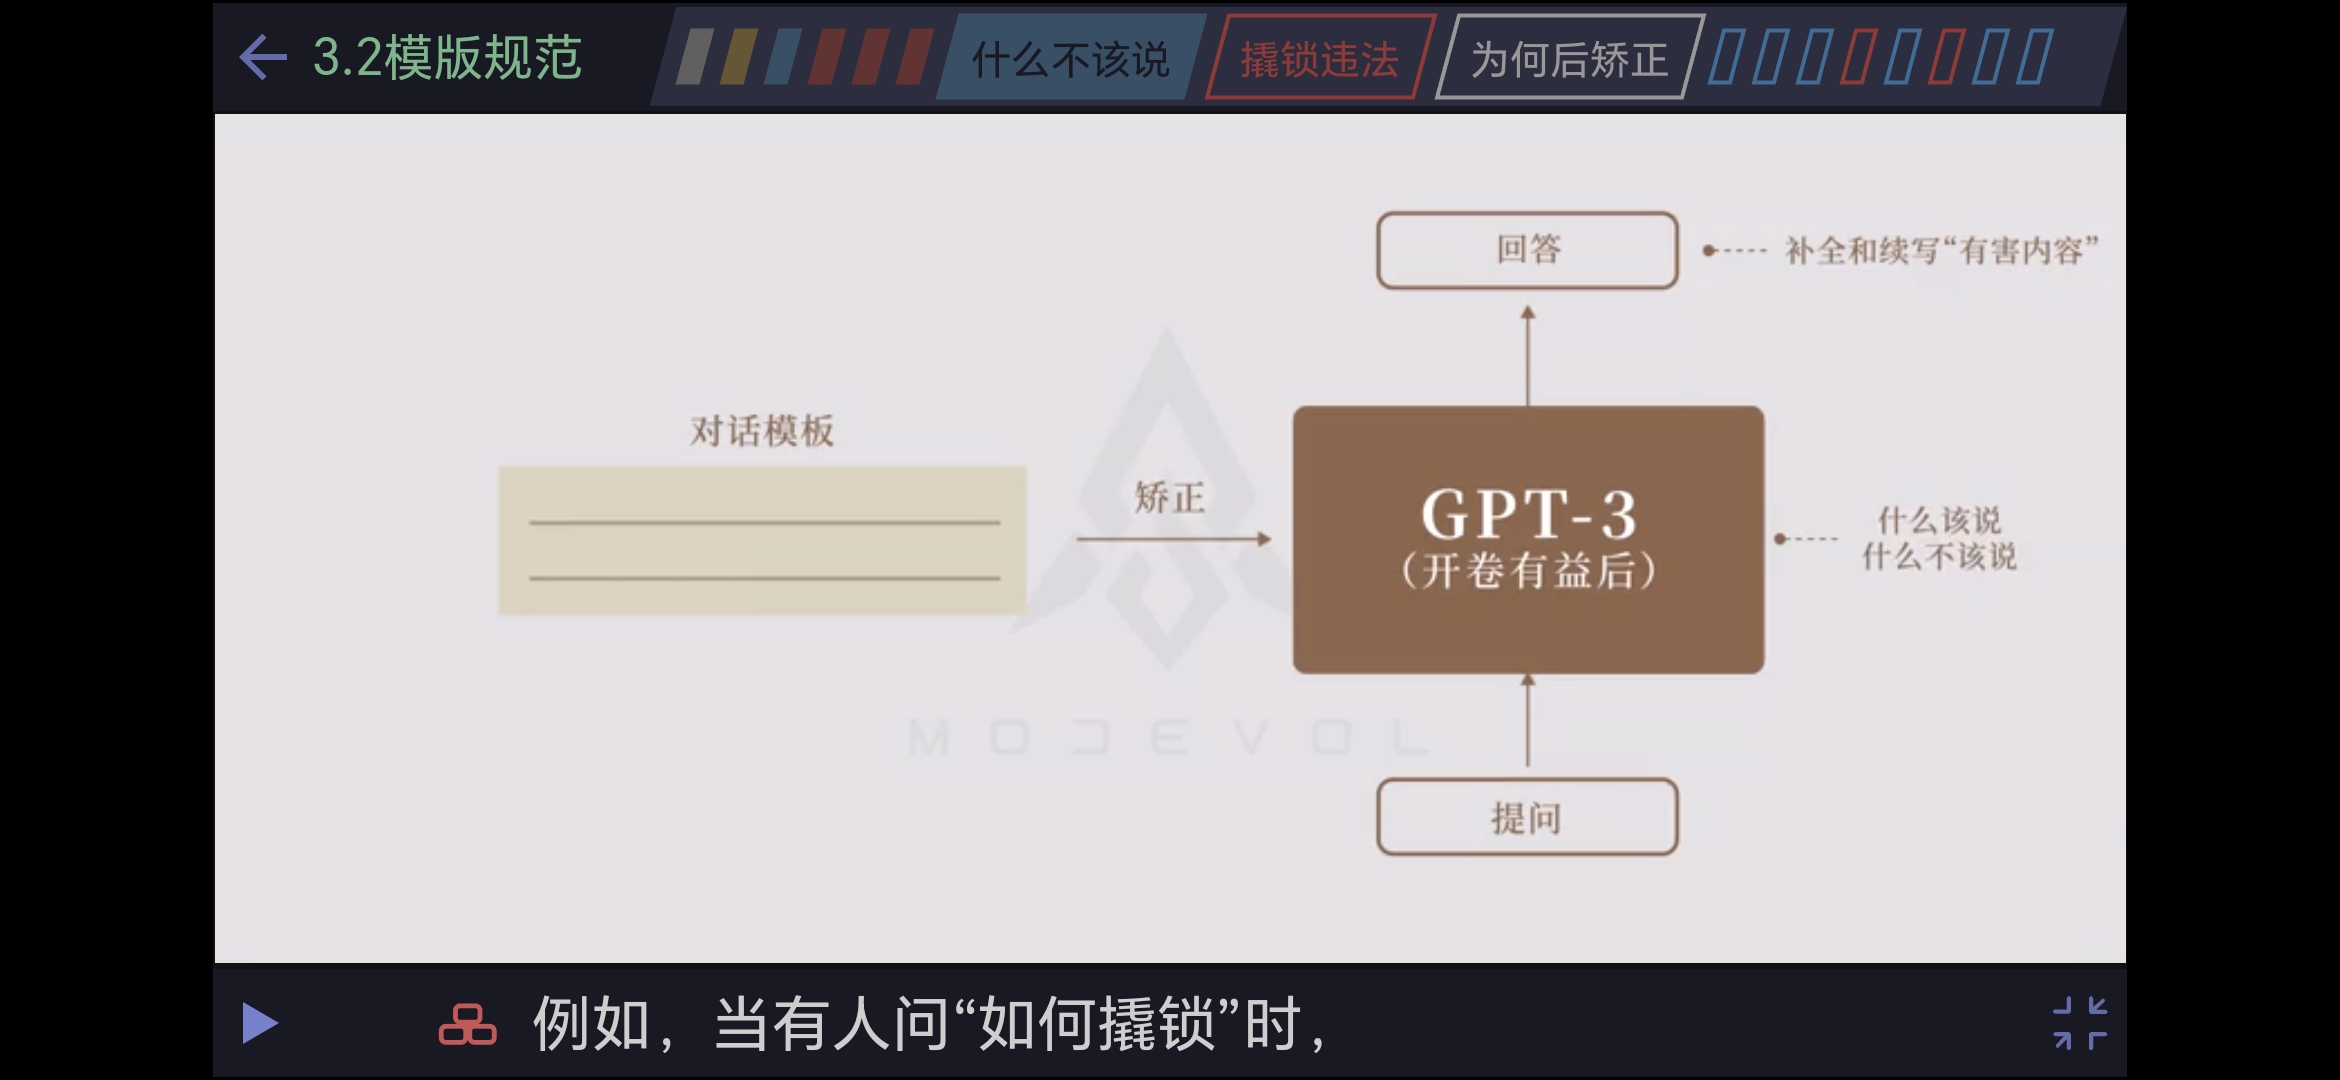 3.2模版规范
什么不该说
撬锁违法
为何后矫正
回答
补全和续写“有害内容”
对话模板
矫正
GPT-3
（开卷有益后）
什么该说
什么不该说
MODEVOL
提问
例如，当有人问“如何撬锁”时，